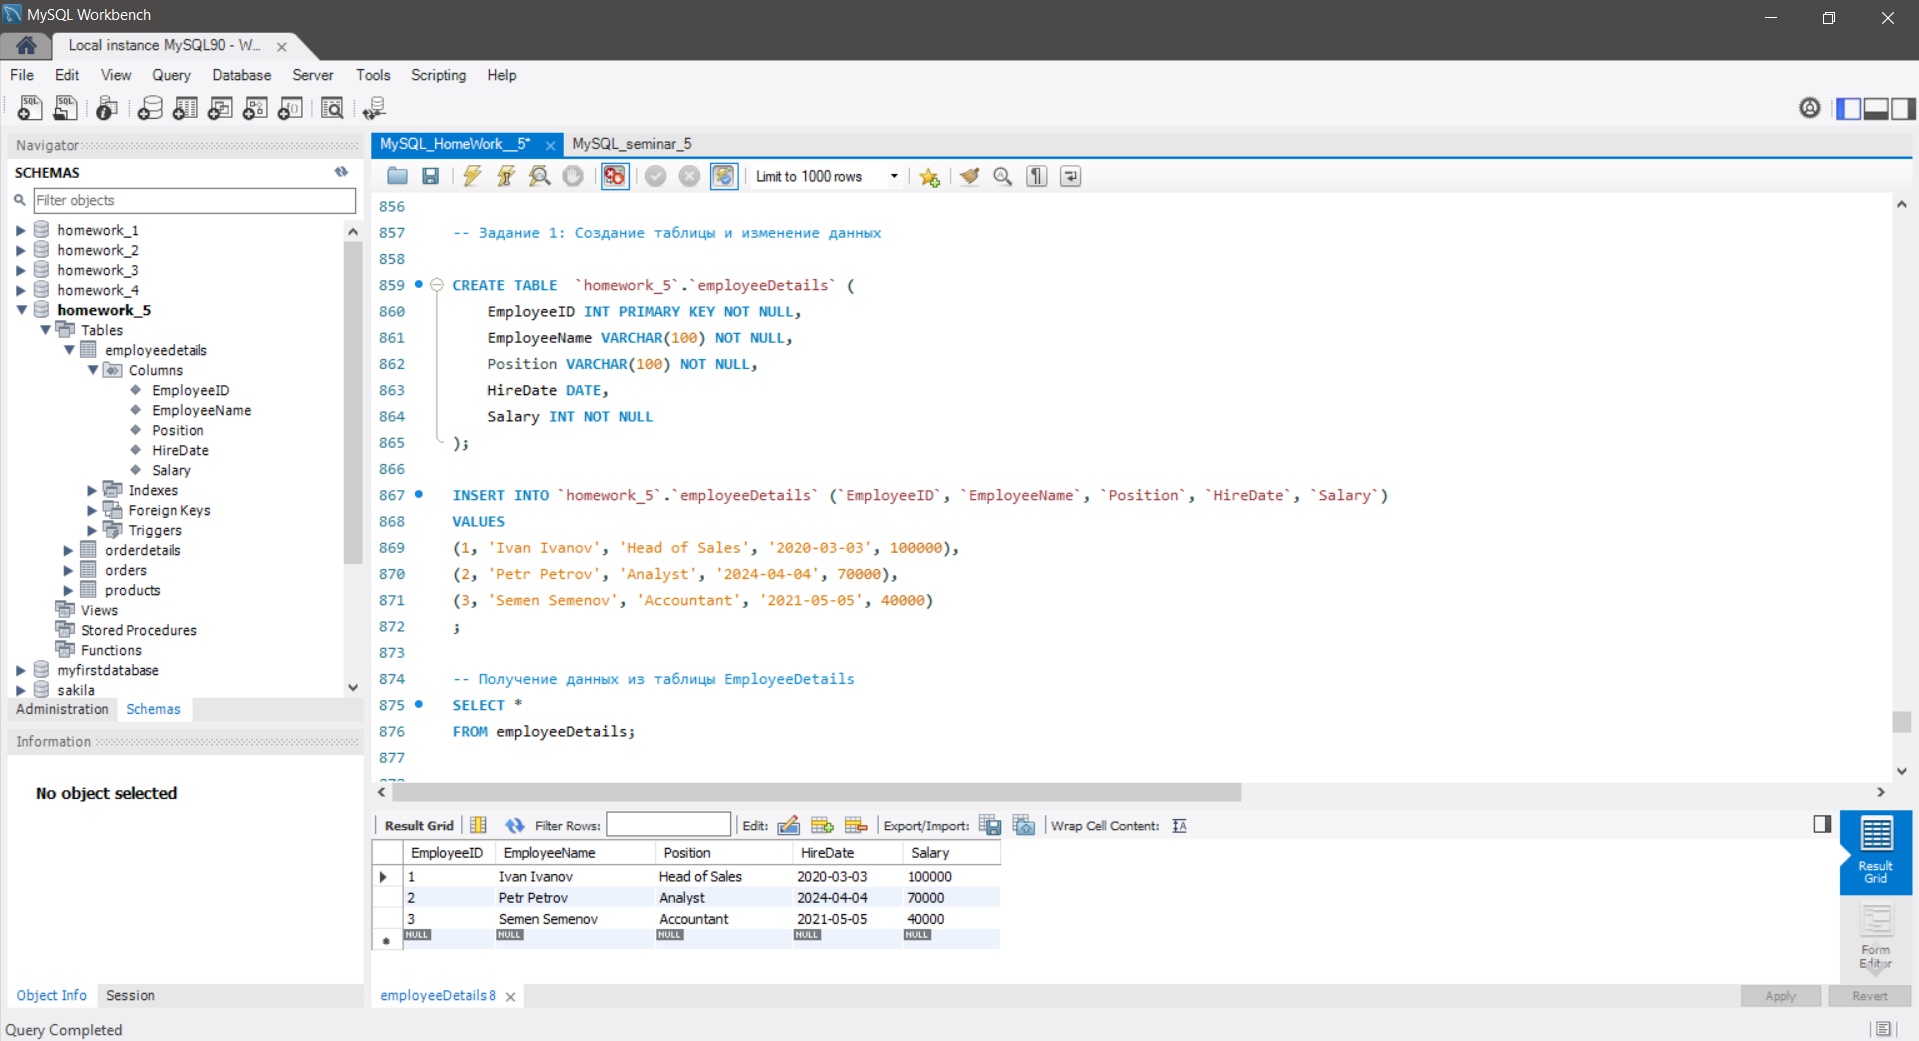 MySQL Workbench
Local instance MySQL90 - W...
File Edit View Query Database Server Tools Scripting Help
Navigator
SCHEMAS
Filter objects
homework_1
homework_2
homework_3
homework_4
homework_5
Tables
employeedetails
Columns
EmployeeID
EmployeeName
Position
HireDate
Salary
Indexes
Foreign Keys
Triggers
orderdetails
orders
products
Views
Stored Procedures
Functions
myfirstdatabase
sakila
Administration Schemas
Information
No object selected
Object Info Session
MySQL_HomeWork__5* MySQL_seminar_5
Limit to 1000 rows
856
857 -- Задание 1: Создание таблицы и изменение данных
858
859 CREATE TABLE `homework_5`.`employeeDetails` (
860 EmployeeID INT PRIMARY KEY NOT NULL,
861 EmployeeName VARCHAR(100) NOT NULL,
862 Position VARCHAR(100) NOT NULL,
863 HireDate DATE,
864 Salary INT NOT NULL
865 );
866
867 INSERT INTO `homework_5`.`employeeDetails` (`EmployeeID`, `EmployeeName`, `Position`, `HireDate`, `Salary`)
868 VALUES
869 (1, 'Ivan Ivanov', 'Head of Sales', '2020-03-03', 100000),
870 (2, 'Petr Petrov', 'Analyst', '2024-04-04', 70000),
871 (3, 'Semen Semenov', 'Accountant', '2021-05-05', 40000)
872 ;
873
874 -- Получение данных из таблицы EmployeeDetails
875 SELECT *
876 FROM employeeDetails;
877
Result Grid Filter Rows: Edit: Export/Import: Wrap Cell Content:
EmployeeID EmployeeName Position HireDate Salary
1 Ivan Ivanov Head of Sales 2020-03-03 100000
2 Petr Petrov Analyst 2024-04-04 70000
3 Semen Semenov Accountant 2021-05-05 40000
NULL NULL NULL NULL NULL
Result
Grid
Form
Editor
employeeDetails 8
Apply Revert
Query Completed